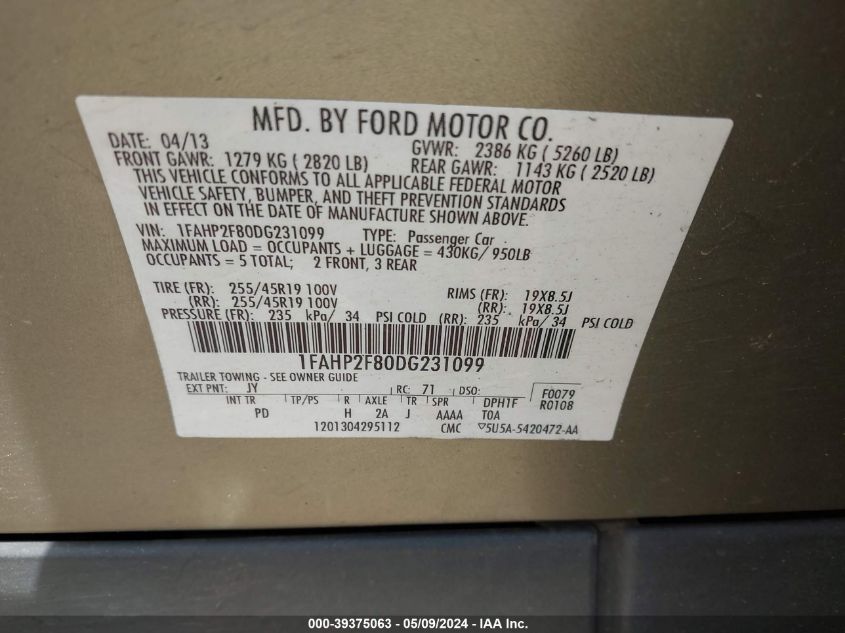 MFD. BY FORD MOTOR CO.
DATE: 04/13 GVWR: 2386 KG ( 5260 LB)
FRONT GAWR: 1279 KG ( 2820 LB) REAR GAWR: 1143 KG ( 2520 LB)
THIS VEHICLE CONFORMS TO ALL APPLICABLE FEDERAL MOTOR
VEHICLE SAFETY, BUMPER, AND THEFT PREVENTION STANDARDS
IN EFFECT ON THE DATE OF MANUFACTURE SHOWN ABOVE.
VIN: 1FAHP2F80DG231099 TYPE: Passenger Car
MAXIMUM LOAD = OCCUPANTS + LUGGAGE = 430KG/ 950LB
OCCUPANTS = 5 TOTAL; 2 FRONT, 3 REAR
TIRE (FR): 255/45R19 100V RIMS (FR): 19X8.5J
(RR): 255/45R19 100V (RR): 19X8.5J
PRESSURE (FR): 235 kPa/ 34 PSI COLD (RR): 235 kPa/ 34 PSI COLD
1FAHP2F80DG231099
TRAILER TOWING - SEE OWNER GUIDE
EXT PNT: JY RC: 71 DSO: F0079
INT TR TP/PS R AXLE TR SPR DPHTF R0108
PD H 2A J AAAA TOA
1201304295112 CMC 5U5A-5420472-AA
000-39375063 - 05/09/2024 - IAA Inc.